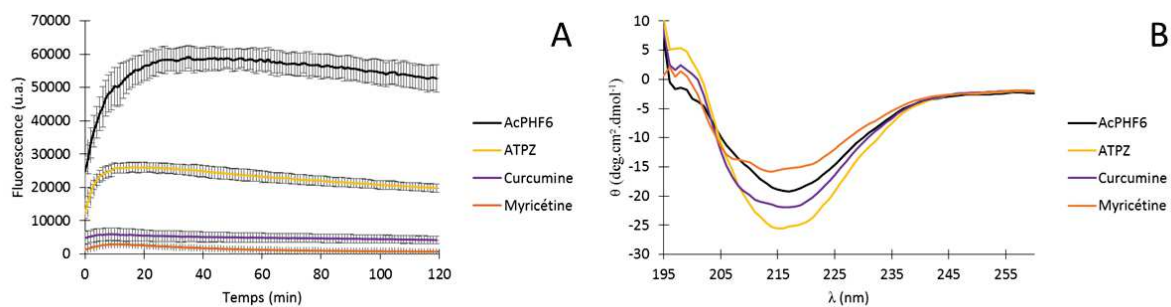 A
70000
60000
50000
40000
30000
20000
10000
0
Fluorescence (u.a.)
0 20 40 60 80 100 120
Temps (min)
AcPHF6
ATPZ
Curcumine
Myricétine
B
10
5
0
-5
-10
-15
-20
-25
-30
θ (deg.cm².dmol⁻¹)
195 205 215 225 235 245 255
λ (nm)
AcPHF6
ATPZ
Curcumine
Myricétine